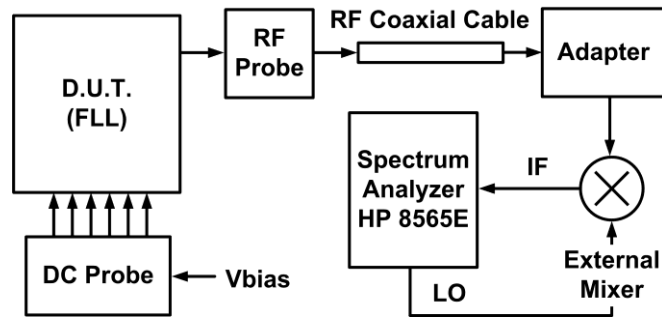 D.U.T.
(FLL)
RF
Probe
RF Coaxial Cable
Adapter
Spectrum
Analyzer
HP 8565E
IF
DC Probe
Vbias
LO
External
Mixer